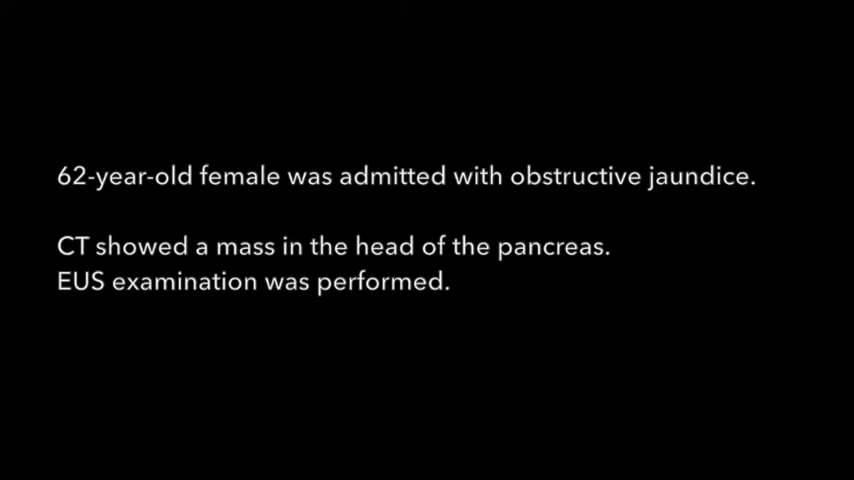 62-year-old female was admitted with obstructive jaundice.
CT showed a mass in the head of the pancreas.
EUS examination was performed.